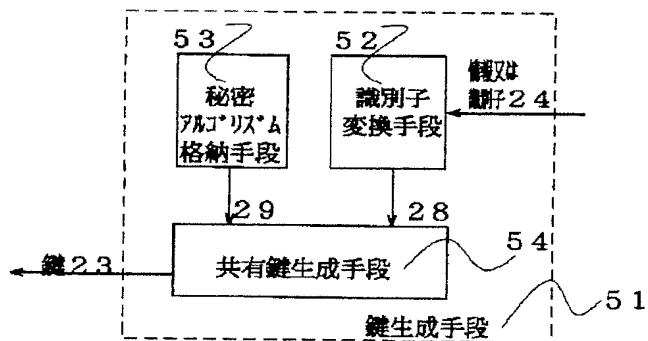 53
52
秘密
アルゴリズム
格納手段
識別子
変換手段
情報又は
識別子24
29
28
共有鍵生成手段
54
鍵23
51
鍵生成手段